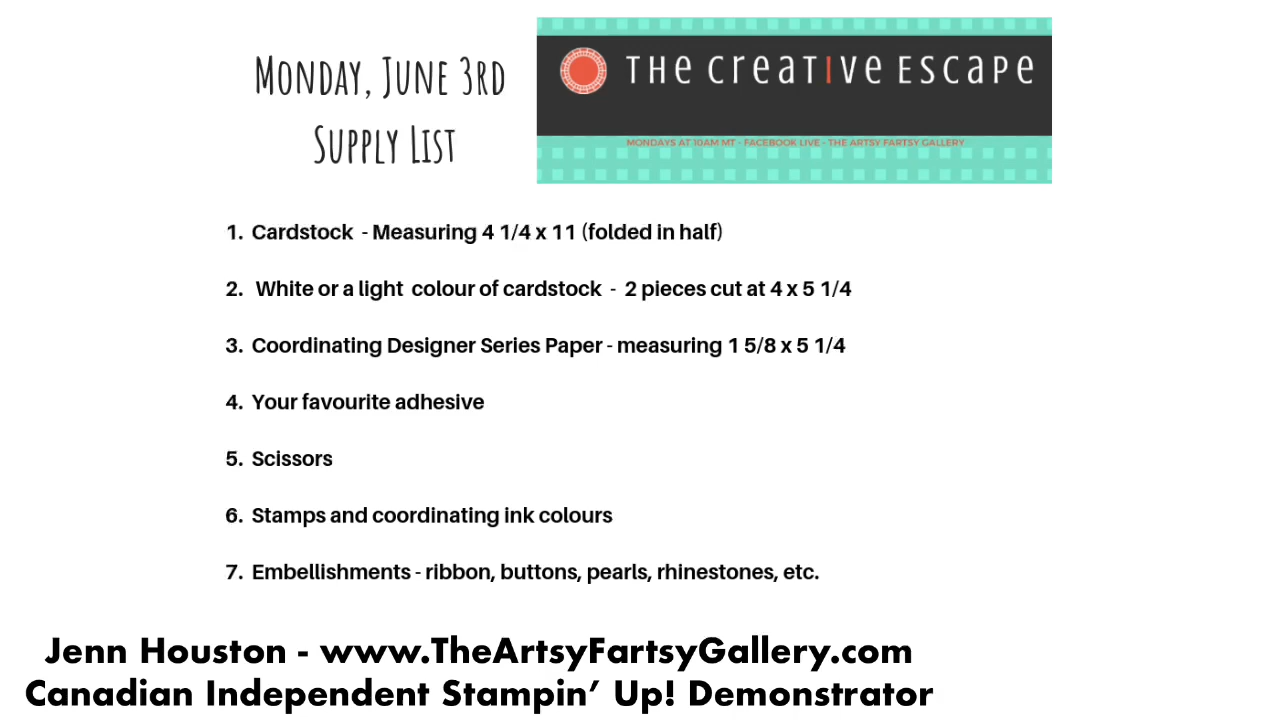 Monday, June 3rd
Supply List
THe CReaTIVe ESCaPe
MONDAYS AT 10AM MT - FACEBOOK LIVE - THE ARTSY FARTSY GALLERY
1. Cardstock - Measuring 4 1/4 x 11 (folded in half)
2. White or a light colour of cardstock - 2 pieces cut at 4 x 5 1/4
3. Coordinating Designer Series Paper - measuring 1 5/8 x 5 1/4
4. Your favourite adhesive
5. Scissors
6. Stamps and coordinating ink colours
7. Embellishments - ribbon, buttons, pearls, rhinestones, etc.
Jenn Houston - www.TheArtsyFartsyGallery.com
Canadian Independent Stampin’ Up! Demonstrator